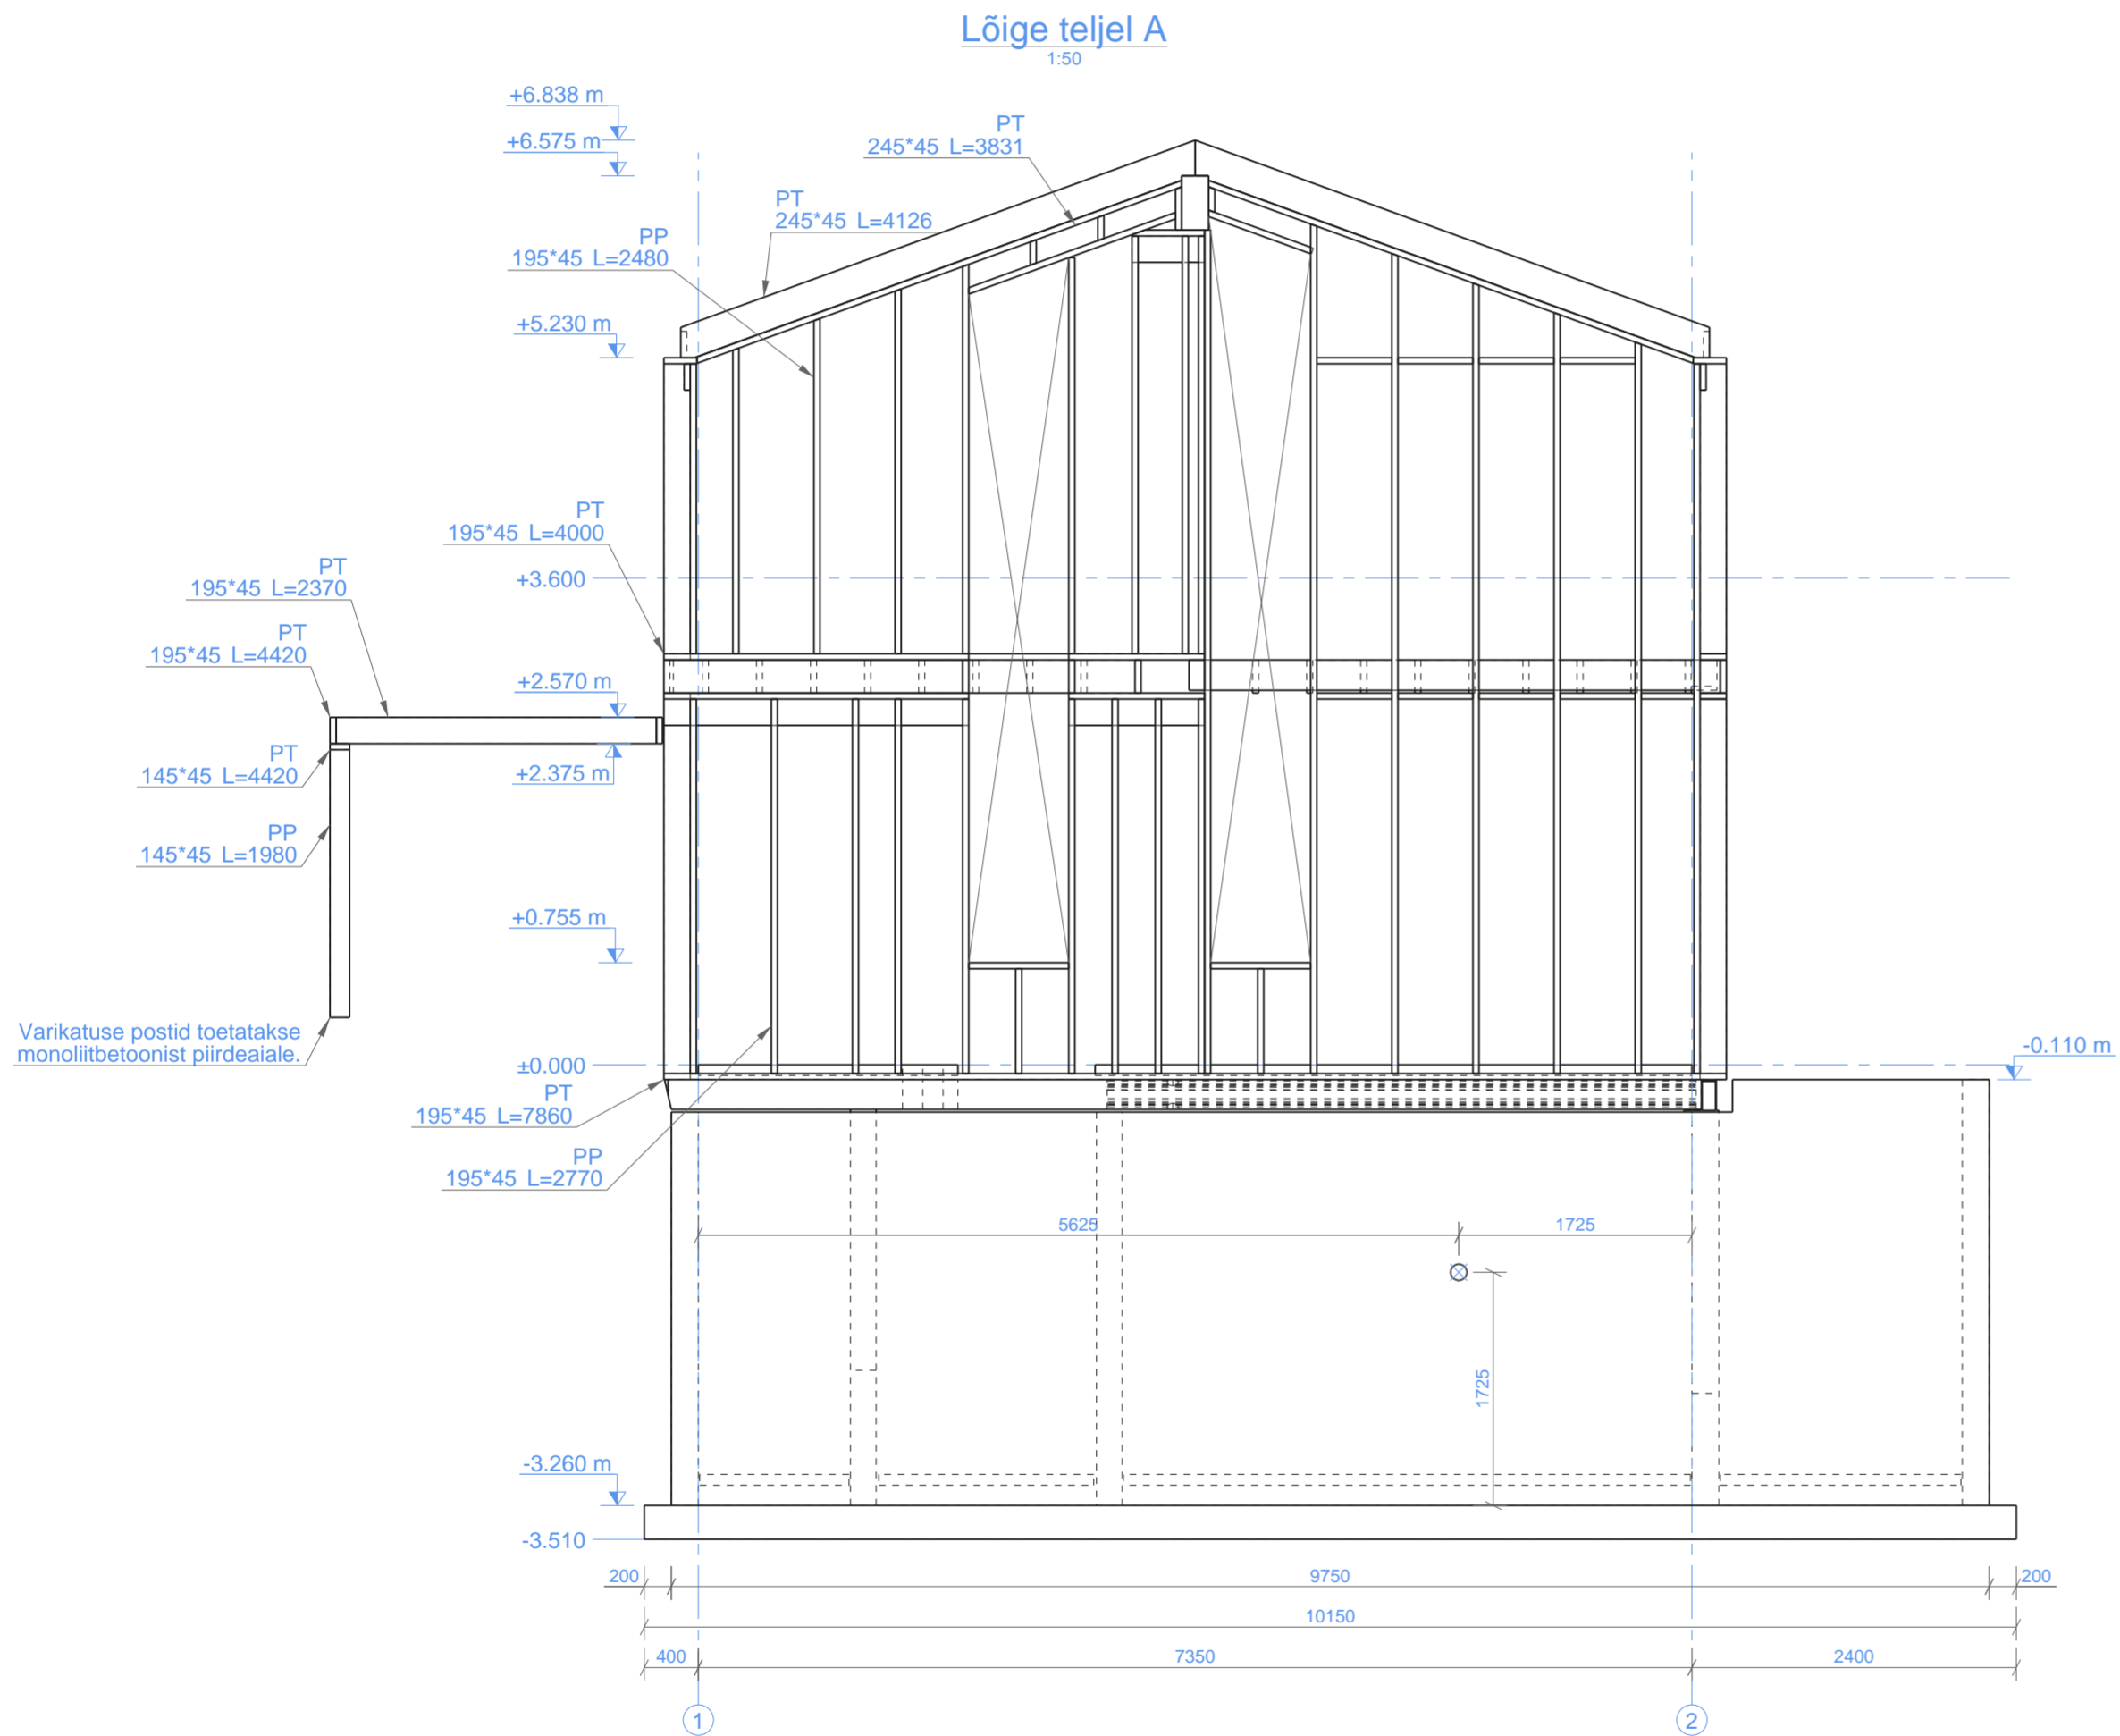 Lõige teljel A
1:50
+6.838 m
+6.575 m
PT
245*45 L=3831
PT
245*45 L=4126
PP
195*45 L=2480
+5.230 m
PT
195*45 L=4000
PT
195*45 L=2370
+3.600
PT
195*45 L=4420
+2.570 m
PT
145*45 L=4420
+2.375 m
PP
145*45 L=1980
+0.755 m
Varikatuse postid toetatakse
monoliitbetoonist piirdeaiale.
±0.000
-0.110 m
PT
195*45 L=7860
PP
195*45 L=2770
5625
1725
1725
-3.260 m
-3.510
200
9750
200
10150
400
7350
2400
1
2